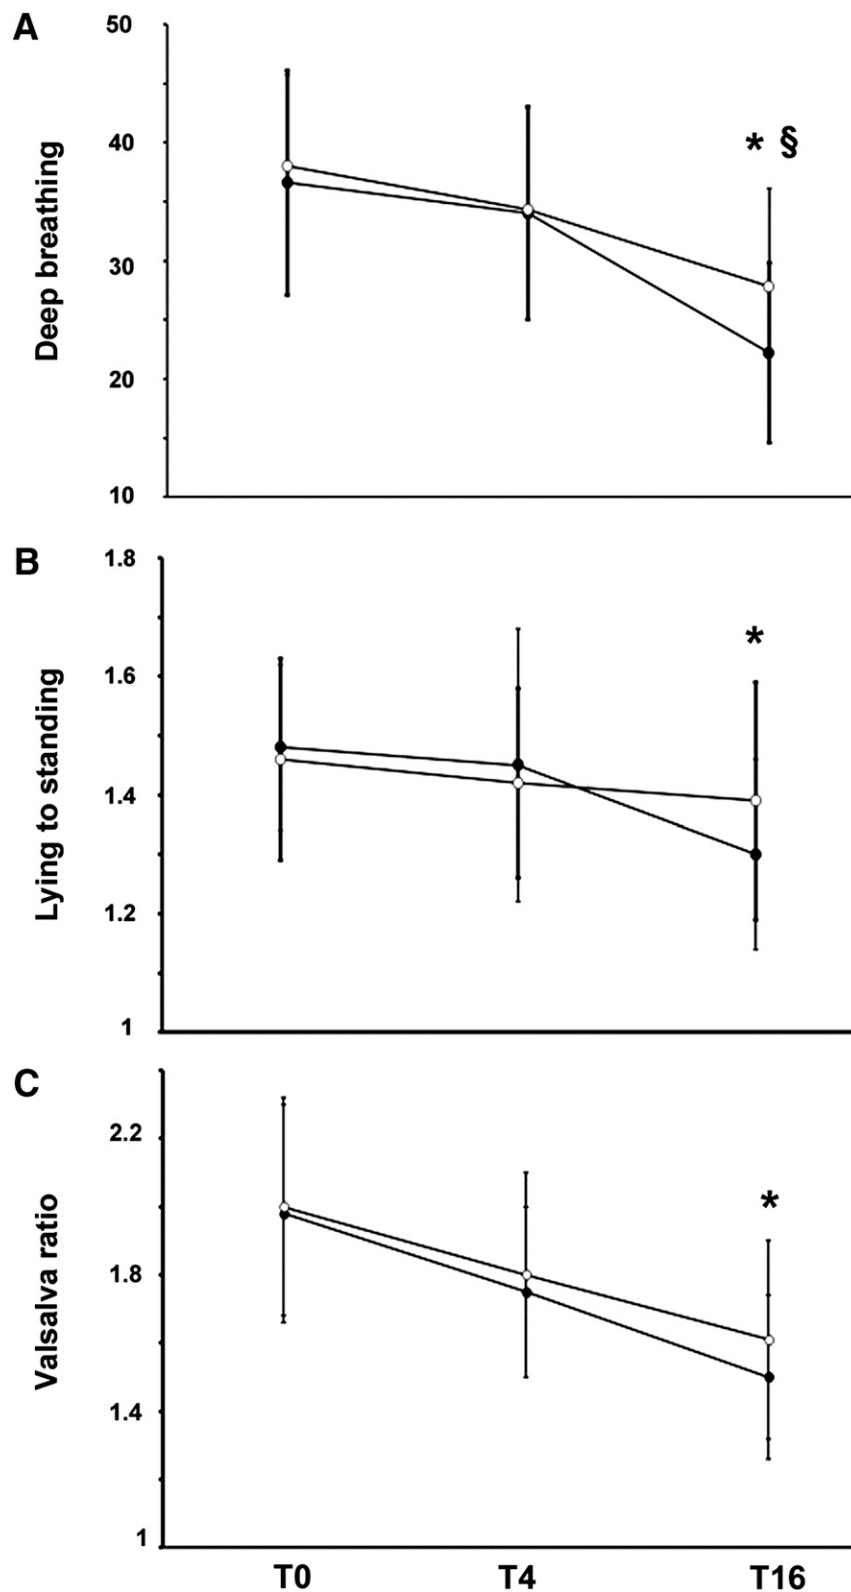 A
50
40
30
20
10
Deep breathing
* §
B
1.8
1.6
1.4
1.2
1
Lying to standing
*
C
2.2
1.8
1.4
1
Valsalva ratio
*
T0 T4 T16